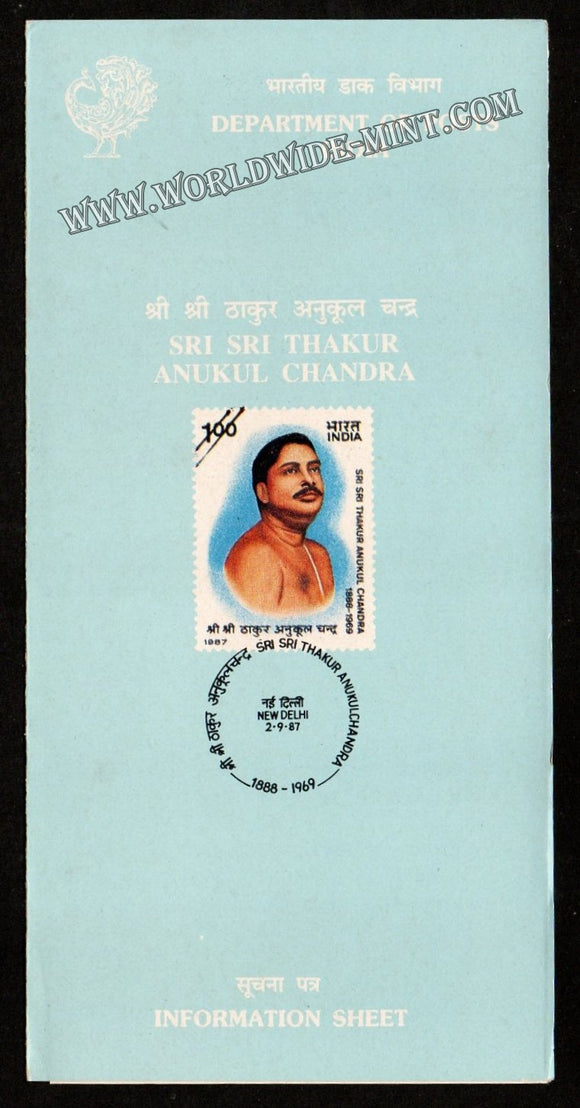 भारतीय डाक विभाग
DEPARTMENT OF POSTS
WWW.WORLDWIDE-MINT.COM
श्री श्री ठाकुर अनुकूल चन्द्र
SRI SRI THAKUR
ANUKUL CHANDRA
100
भारत
INDIA
SRI SRI THAKUR ANUKUL CHANDRA
1888-1969
श्री श्री ठाकुर अनुकूल चन्द्र
1987
श्री श्री ठाकुर अनुकूलचन्द्र SRI SRI THAKUR ANUKULCHANDRA
नई दिल्ली
NEW DELHI
2-9-87
1888 - 1969
सूचना पत्र
INFORMATION SHEET